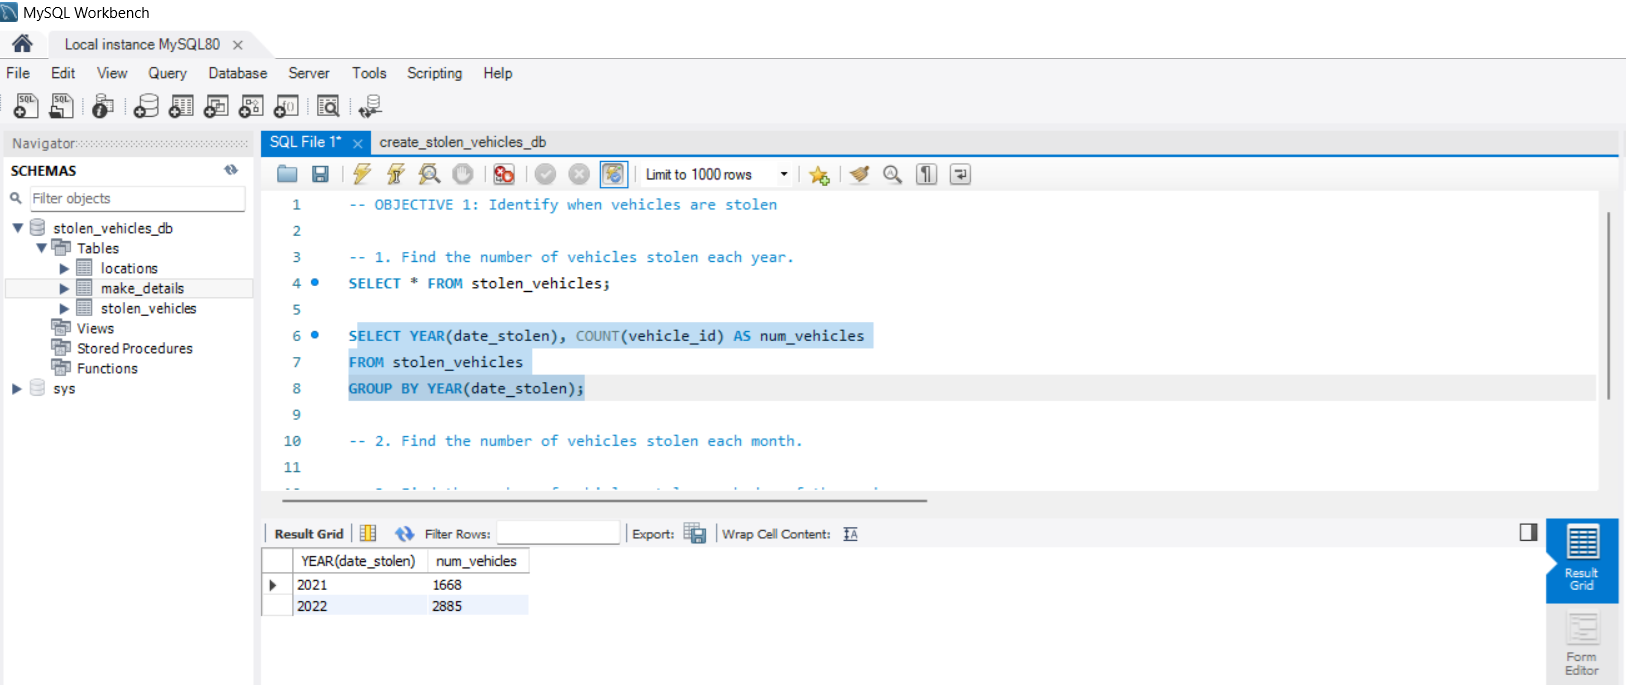 MySQL Workbench
Local instance MySQL80
File Edit View Query Database Server Tools Scripting Help
Navigator
SCHEMAS
Filter objects
stolen_vehicles_db
Tables
locations
make_details
stolen_vehicles
Views
Stored Procedures
Functions
sys
SQL File 1* create_stolen_vehicles_db
Limit to 1000 rows
1 -- OBJECTIVE 1: Identify when vehicles are stolen
2
3 -- 1. Find the number of vehicles stolen each year.
4 SELECT * FROM stolen_vehicles;
5
6 SELECT YEAR(date_stolen), COUNT(vehicle_id) AS num_vehicles
7 FROM stolen_vehicles
8 GROUP BY YEAR(date_stolen);
9
10 -- 2. Find the number of vehicles stolen each month.
11
Result Grid Filter Rows: Export: Wrap Cell Content:
YEAR(date_stolen) num_vehicles
2021 1668
2022 2885
Result
Grid
Form
Editor